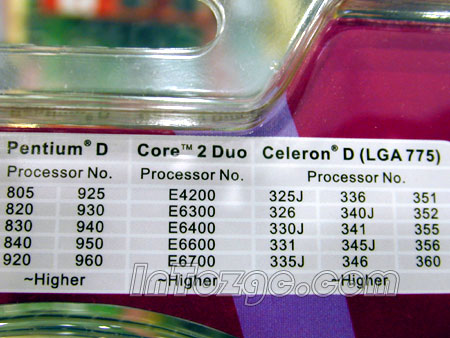 Pentium® D Core™ 2 Duo Celeron® D (LGA 775)
Processor No. Processor No. Processor No.
805 925 E4200 325J 336 351
820 930 E6300 326 340J 352
830 940 E6400 330J 341 355
840 950 E6600 331 345J 356
920 960 E6700 335J 346 360
~Higher ~Higher ~Higher
Infozgc.com